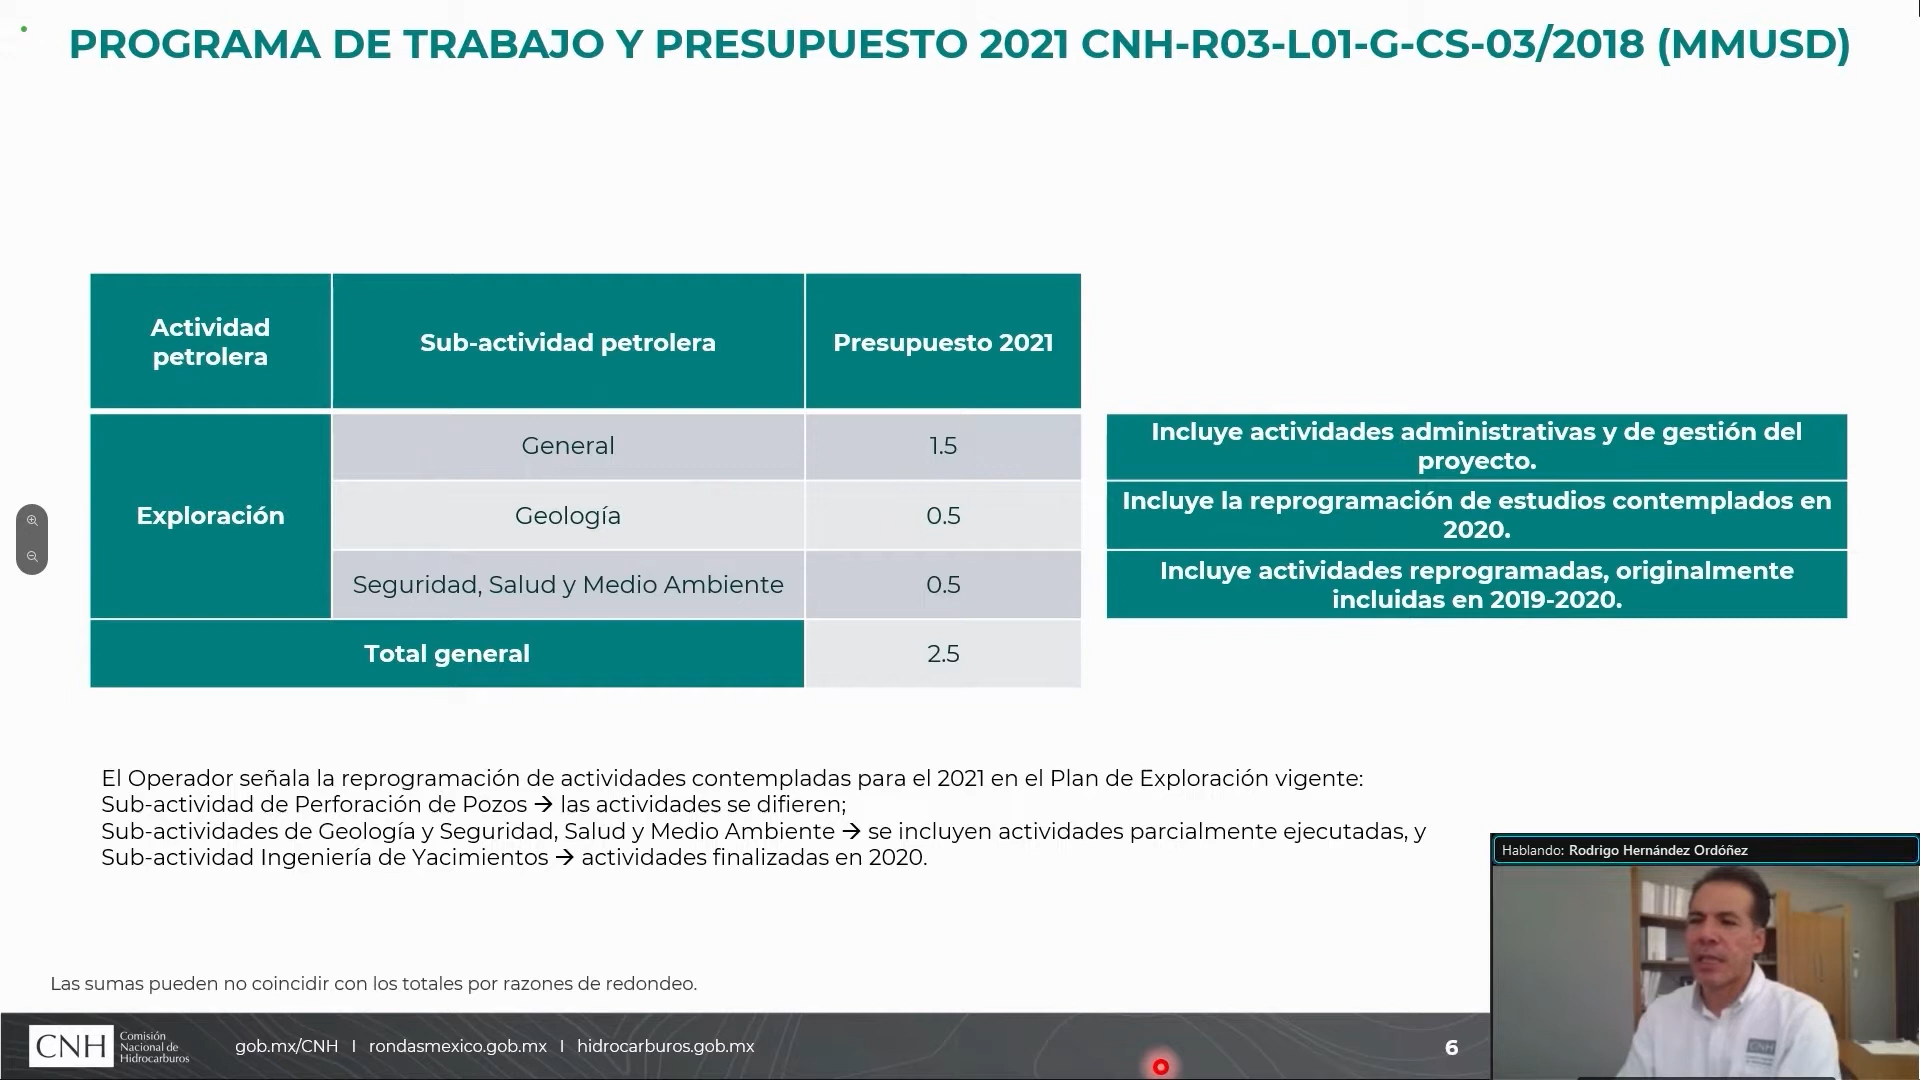 PROGRAMA DE TRABAJO Y PRESUPUESTO 2021 CNH-R03-L01-G-CS-03/2018 (MMUSD)
Actividad
petrolera
Sub-actividad petrolera
Presupuesto 2021
Exploración
General
1.5
Incluye actividades administrativas y de gestión del
proyecto.
Geología
0.5
Incluye la reprogramación de estudios contemplados en
2020.
Seguridad, Salud y Medio Ambiente
0.5
Incluye actividades reprogramadas, originalmente
incluidas en 2019-2020.
Total general
2.5
El Operador señala la reprogramación de actividades contempladas para el 2021 en el Plan de Exploración vigente:
Sub-actividad de Perforación de Pozos → las actividades se difieren;
Sub-actividades de Geología y Seguridad, Salud y Medio Ambiente → se incluyen actividades parcialmente ejecutadas, y
Sub-actividad Ingeniería de Yacimientos → actividades finalizadas en 2020.
Hablando: Rodrigo Hernández Ordóñez
Las sumas pueden no coincidir con los totales por razones de redondeo.
CNH
Comisión
Nacional de
Hidrocarburos
gob.mx/CNH I rondasmexico.gob.mx I hidrocarburos.gob.mx
6
CNH